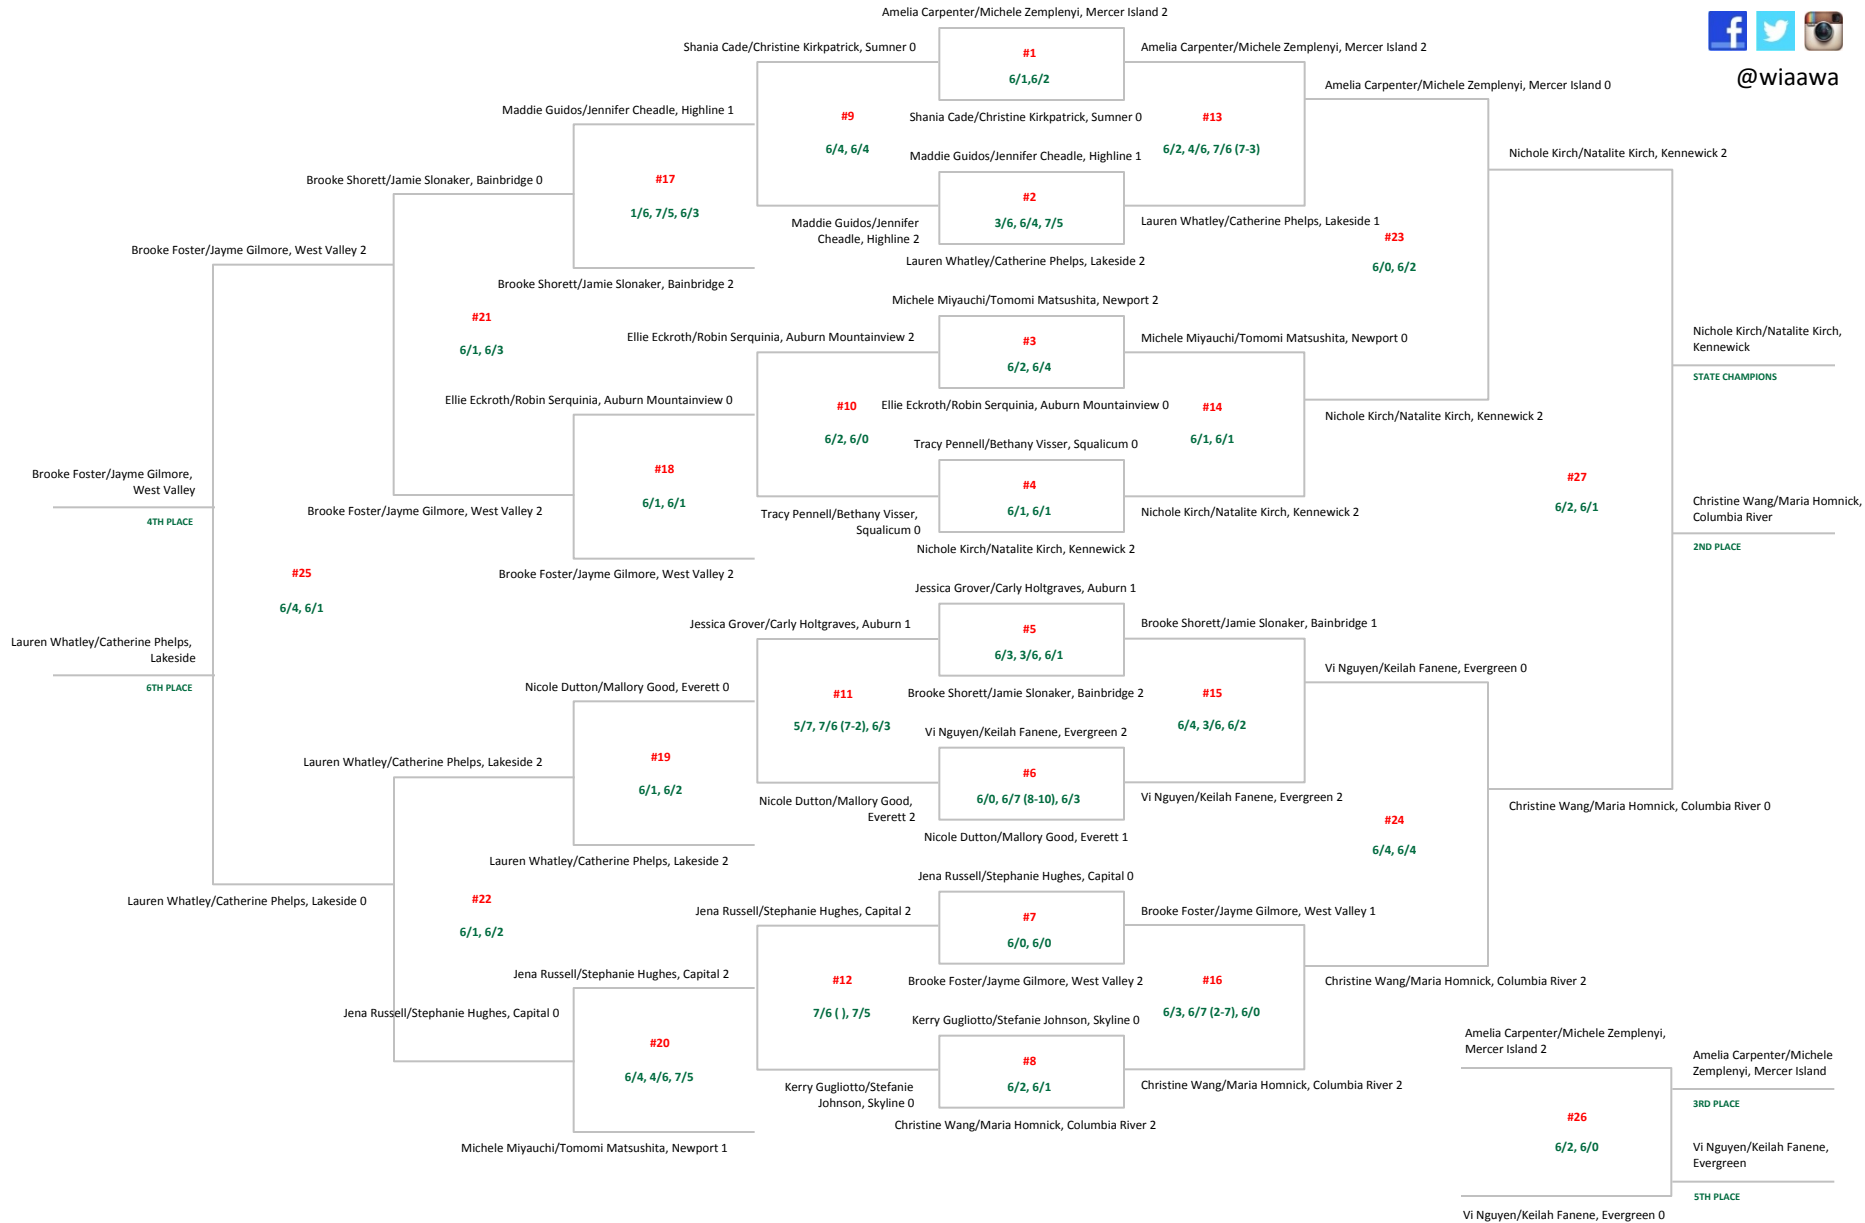 Amelia Carpenter/Michele Zemplenyi, Mercer Island 2
Shania Cade/Christine Kirkpatrick, Sumner 0
#1
Amelia Carpenter/Michele Zemplenyi, Mercer Island 2
6/1,6/2
@wiaawa
Amelia Carpenter/Michele Zemplenyi, Mercer Island 0
Maddie Guidos/Jennifer Cheadle, Highline 1
#9
Shania Cade/Christine Kirkpatrick, Sumner 0
#13
6/4, 6/4
6/2, 4/6, 7/6 (7-3)
Maddie Guidos/Jennifer Cheadle, Highline 1
Nichole Kirch/Natalite Kirch, Kennewick 2
Brooke Shorett/Jamie Slonaker, Bainbridge 0
#17
1/6, 7/5, 6/3
#2
3/6, 6/4, 7/5
Maddie Guidos/Jennifer
Cheadle, Highline 2
Lauren Whatley/Catherine Phelps, Lakeside 1
#23
6/0, 6/2
Brooke Foster/Jayme Gilmore, West Valley 2
Lauren Whatley/Catherine Phelps, Lakeside 2
Brooke Shorett/Jamie Slonaker, Bainbridge 2
Michele Miyauchi/Tomomi Matsushita, Newport 2
#21
6/1, 6/3
Ellie Eckroth/Robin Serquinia, Auburn Mountainview 2
#3
6/2, 6/4
Michele Miyauchi/Tomomi Matsushita, Newport 0
Nichole Kirch/Natalite Kirch,
Kennewick
STATE CHAMPIONS
Ellie Eckroth/Robin Serquinia, Auburn Mountainview 0
#10
6/2, 6/0
Ellie Eckroth/Robin Serquinia, Auburn Mountainview 0
#14
6/1, 6/1
Nichole Kirch/Natalite Kirch, Kennewick 2
Tracy Pennell/Bethany Visser, Squalicum 0
Brooke Foster/Jayme Gilmore,
West Valley
4TH PLACE
#18
6/1, 6/1
#4
6/1, 6/1
#27
6/2, 6/1
Brooke Foster/Jayme Gilmore, West Valley 2
Tracy Pennell/Bethany Visser,
Squalicum 0
Nichole Kirch/Natalite Kirch, Kennewick 2
Christine Wang/Maria Homnick,
Columbia River
2ND PLACE
Nichole Kirch/Natalite Kirch, Kennewick 2
#25
6/4, 6/1
Brooke Foster/Jayme Gilmore, West Valley 2
Jessica Grover/Carly Holtgraves, Auburn 1
Jessica Grover/Carly Holtgraves, Auburn 1
#5
6/3, 3/6, 6/1
Brooke Shorett/Jamie Slonaker, Bainbridge 1
Lauren Whatley/Catherine Phelps,
Lakeside
6TH PLACE
Vi Nguyen/Keilah Fanene, Evergreen 0
Nicole Dutton/Mallory Good, Everett 0
#11
5/7, 7/6 (7-2), 6/3
Brooke Shorett/Jamie Slonaker, Bainbridge 2
#15
6/4, 3/6, 6/2
Vi Nguyen/Keilah Fanene, Evergreen 2
Lauren Whatley/Catherine Phelps, Lakeside 2
#19
6/1, 6/2
#6
6/0, 6/7 (8-10), 6/3
Nicole Dutton/Mallory Good,
Everett 2
Vi Nguyen/Keilah Fanene, Evergreen 2
Christine Wang/Maria Homnick, Columbia River 0
#24
6/4, 6/4
Nicole Dutton/Mallory Good, Everett 1
Lauren Whatley/Catherine Phelps, Lakeside 2
Jena Russell/Stephanie Hughes, Capital 0
Lauren Whatley/Catherine Phelps, Lakeside 0
#22
6/1, 6/2
Jena Russell/Stephanie Hughes, Capital 2
#7
6/0, 6/0
Brooke Foster/Jayme Gilmore, West Valley 1
Jena Russell/Stephanie Hughes, Capital 2
#12
7/6 ( ), 7/5
Brooke Foster/Jayme Gilmore, West Valley 2
#16
6/3, 6/7 (2-7), 6/0
Christine Wang/Maria Homnick, Columbia River 2
Jena Russell/Stephanie Hughes, Capital 0
Kerry Gugliotto/Stefanie Johnson, Skyline 0
#20
6/4, 4/6, 7/5
#8
6/2, 6/1
Kerry Gugliotto/Stefanie
Johnson, Skyline 0
Christine Wang/Maria Homnick, Columbia River 2
Amelia Carpenter/Michele Zemplenyi,
Mercer Island 2
Amelia Carpenter/Michele
Zemplenyi, Mercer Island
3RD PLACE
Christine Wang/Maria Homnick, Columbia River 2
Michele Miyauchi/Tomomi Matsushita, Newport 1
#26
6/2, 6/0
Vi Nguyen/Keilah Fanene,
Evergreen
5TH PLACE
Vi Nguyen/Keilah Fanene, Evergreen 0